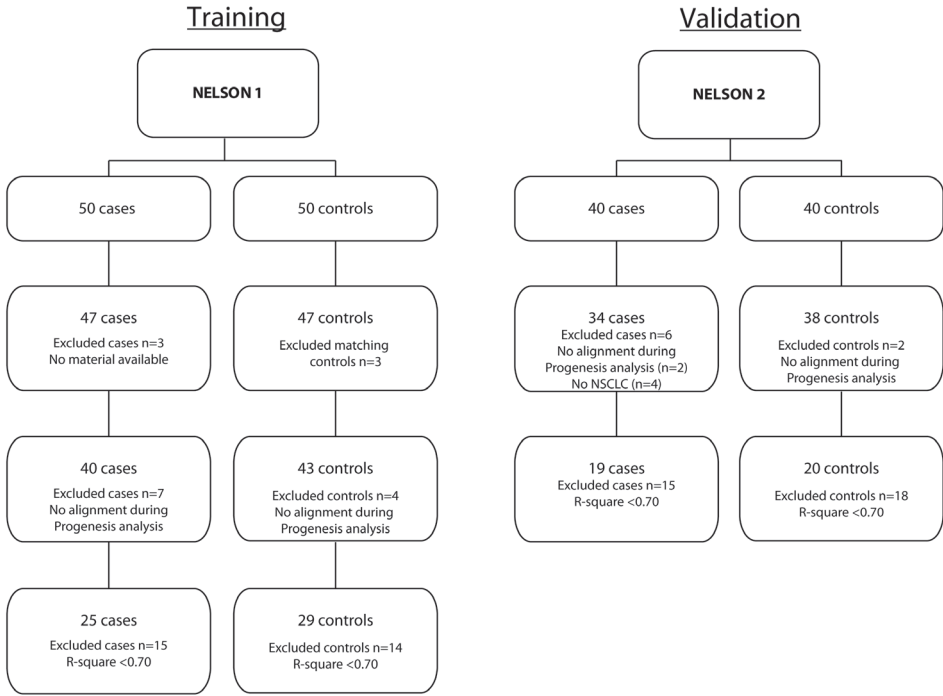 Training
NELSON 1
50 cases
50 controls
47 cases
Excluded cases n=3
No material available
47 controls
Excluded matching
controls n=3
40 cases
Excluded cases n=7
No alignment during
Progenesis analysis
43 controls
Excluded controls n=4
No alignment during
Progenesis analysis
25 cases
Excluded cases n=15
R-square <0.70
29 controls
Excluded controls n=14
R-square <0.70
Validation
NELSON 2
40 cases
40 controls
34 cases
Excluded cases n=6
No alignment during
Progenesis analysis (n=2)
No NSCLC (n=4)
38 controls
Excluded controls n=2
No alignment during
Progenesis analysis
19 cases
Excluded cases n=15
R-square <0.70
20 controls
Excluded controls n=18
R-square <0.70